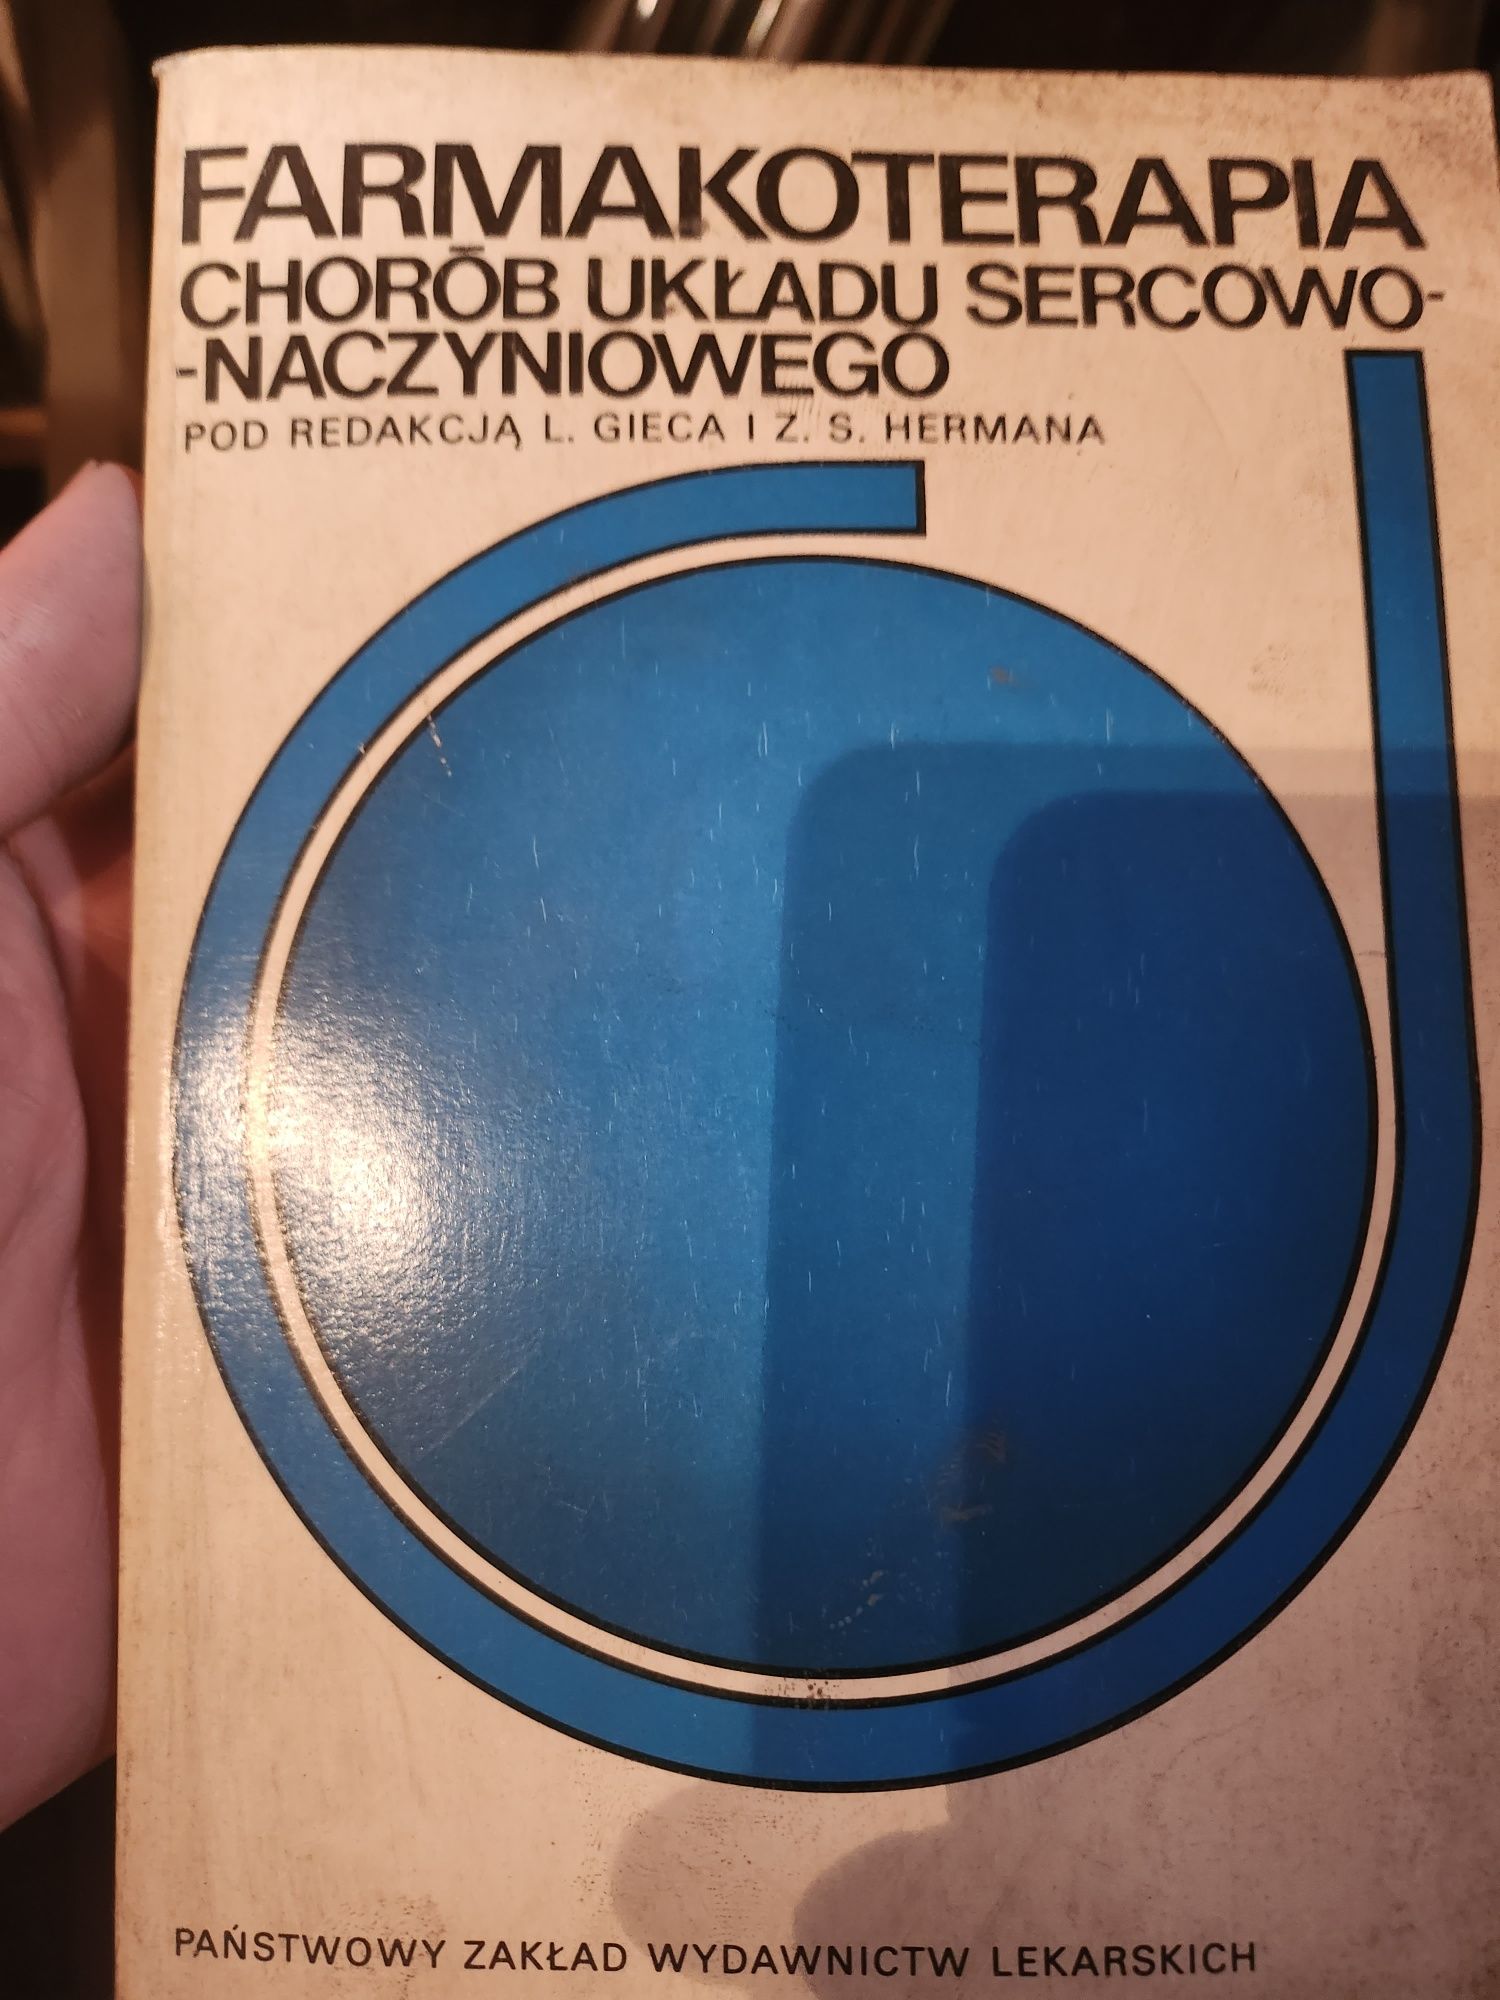 FARMAKOTERAPIA
CHORÓB UKŁADU SERCOWO-
-NACZYNIOWEGO
POD REDAKCJĄ L. GIECA I Z. S. HERMANA
PAŃSTWOWY ZAKŁAD WYDAWNICTW LEKARSKICH